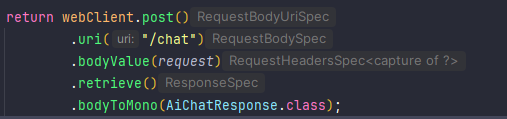 return webClient.post() RequestBodyUriSpec
.uri( uri: "/chat") RequestBodySpec
.bodyValue(request) RequestHeadersSpec<capture of ?>
.retrieve() ResponseSpec
.bodyToMono(AiChatResponse.class);